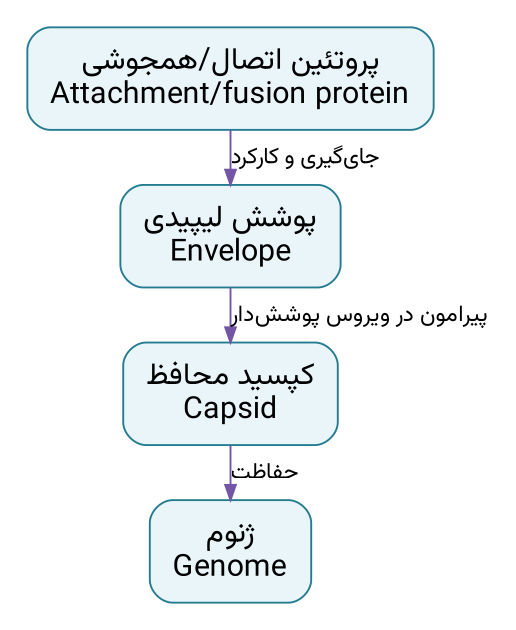 پروتئین اتصال/همجوشی
Attachment/fusion protein
جای‌گیری و کارکرد
پوشش لیپیدی
Envelope
پیرامون در ویروس پوشش‌دار
کپسید محافظ
Capsid
حفاظت
ژنوم
Genome